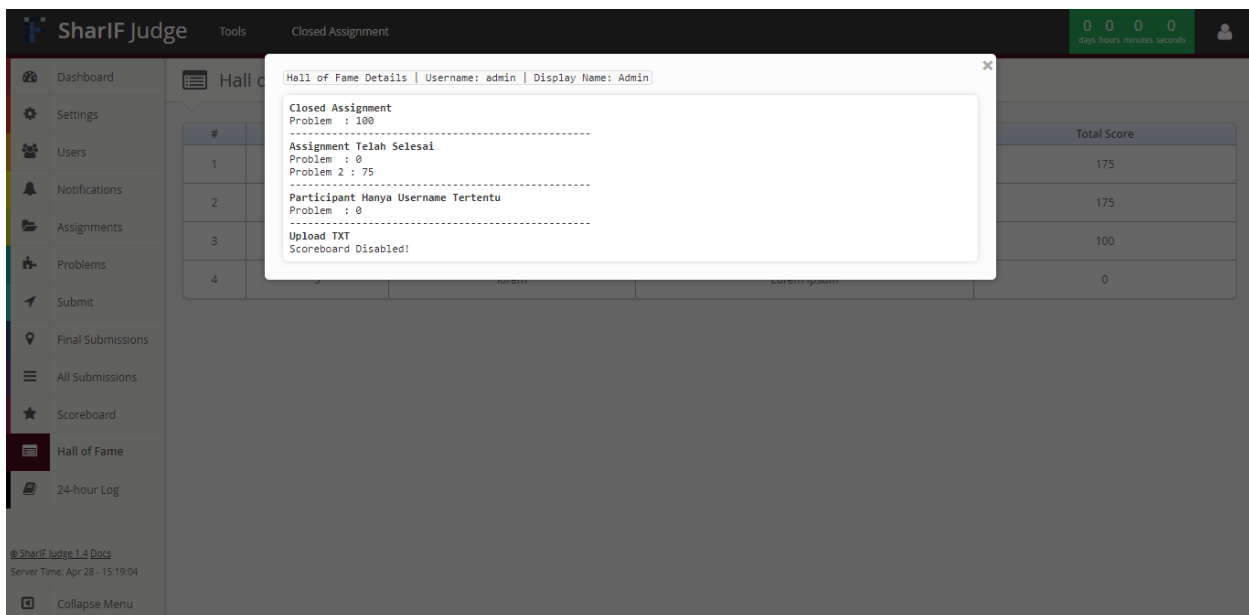 SharIF Judge
Tools
Closed Assignment
0 0 0 0
days hours minutes seconds
Dashboard
Settings
Users
Notifications
Assignments
Problems
Submit
Final Submissions
All Submissions
Scoreboard
Hall of Fame
24-hour Log
© SharIF Judge 1.4 Docs
Server Time: Apr 28 - 15:19:04
Collapse Menu
Hall o
Hall of Fame Details | Username: admin | Display Name: Admin
×
Closed Assignment
Problem : 100
--------------------------------------------------
Assignment Telah Selesai
Problem : 0
Problem 2 : 75
--------------------------------------------------
Participant Hanya Username Tertentu
Problem : 0
--------------------------------------------------
Upload TXT
Scoreboard Disabled!
# Total Score
1 175
2 175
3 100
4 0